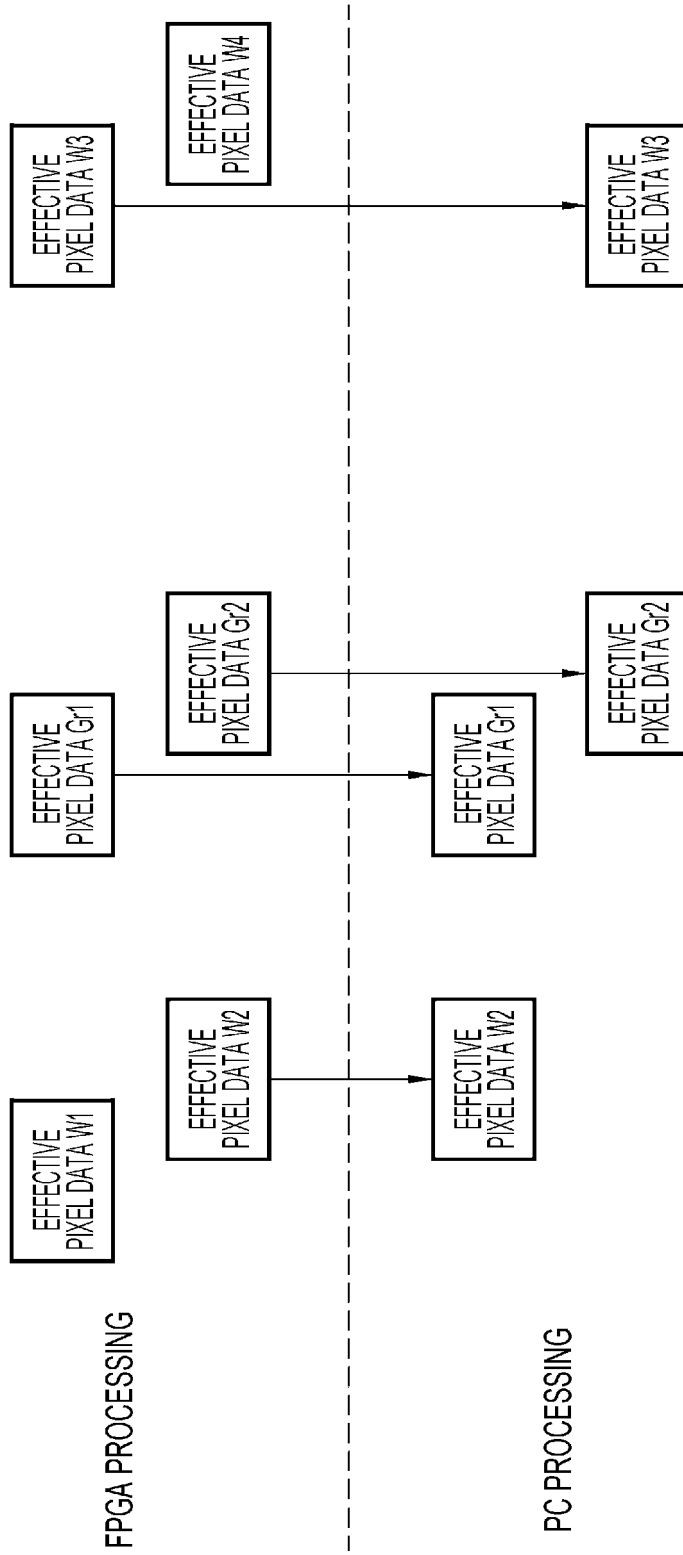 FPGA PROCESSING
EFFECTIVE
PIXEL DATA W1
EFFECTIVE
PIXEL DATA W2
EFFECTIVE
PIXEL DATA Gr1
EFFECTIVE
PIXEL DATA Gr2
EFFECTIVE
PIXEL DATA W3
EFFECTIVE
PIXEL DATA W4
PC PROCESSING
EFFECTIVE
PIXEL DATA W2
EFFECTIVE
PIXEL DATA Gr1
EFFECTIVE
PIXEL DATA Gr2
EFFECTIVE
PIXEL DATA W3